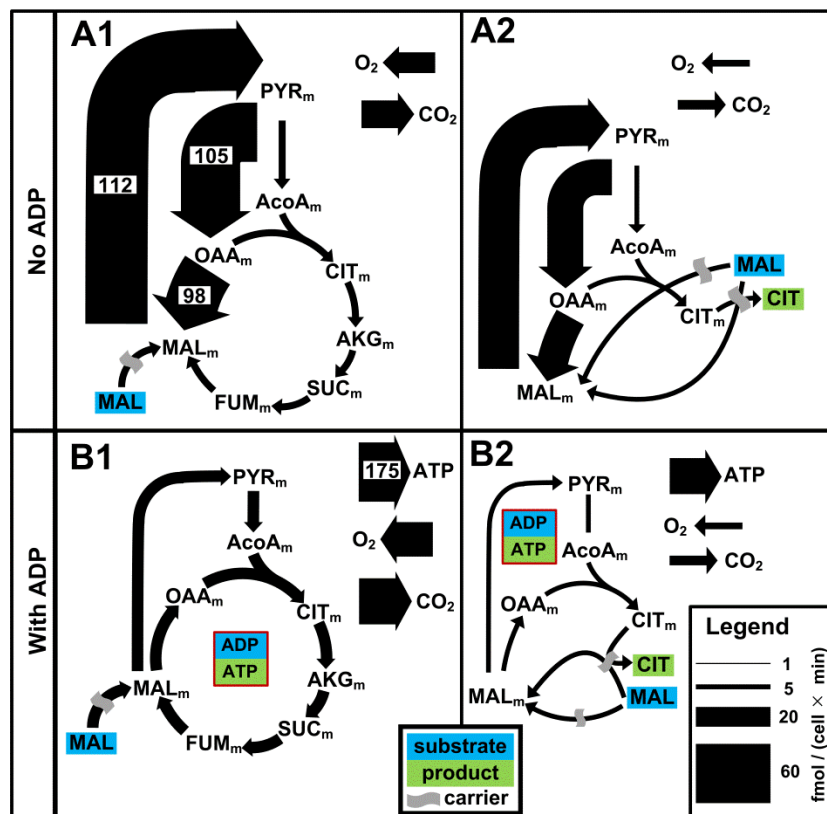 A1
O2
CO2
PYRm
112
105
AcoAm
OAAm
CITm
98
MALm
AKGm
SUCm
FUMm
MAL
No ADP
A2
O2
CO2
PYRm
AcoAm
MAL
OAAm
CITm
CIT
MALm
With ADP
B1
175
ATP
PYRm
O2
AcoAm
CO2
OAAm
CITm
ADP
ATP
MALm
AKGm
SUCm
FUMm
MAL
B2
PYRm
ATP
ADP
ATP
O2
CO2
AcoAm
OAAm
CITm
CIT
MALm
MAL
substrate
product
carrier
Legend
1
5
20
60
fmol / (cell × min)